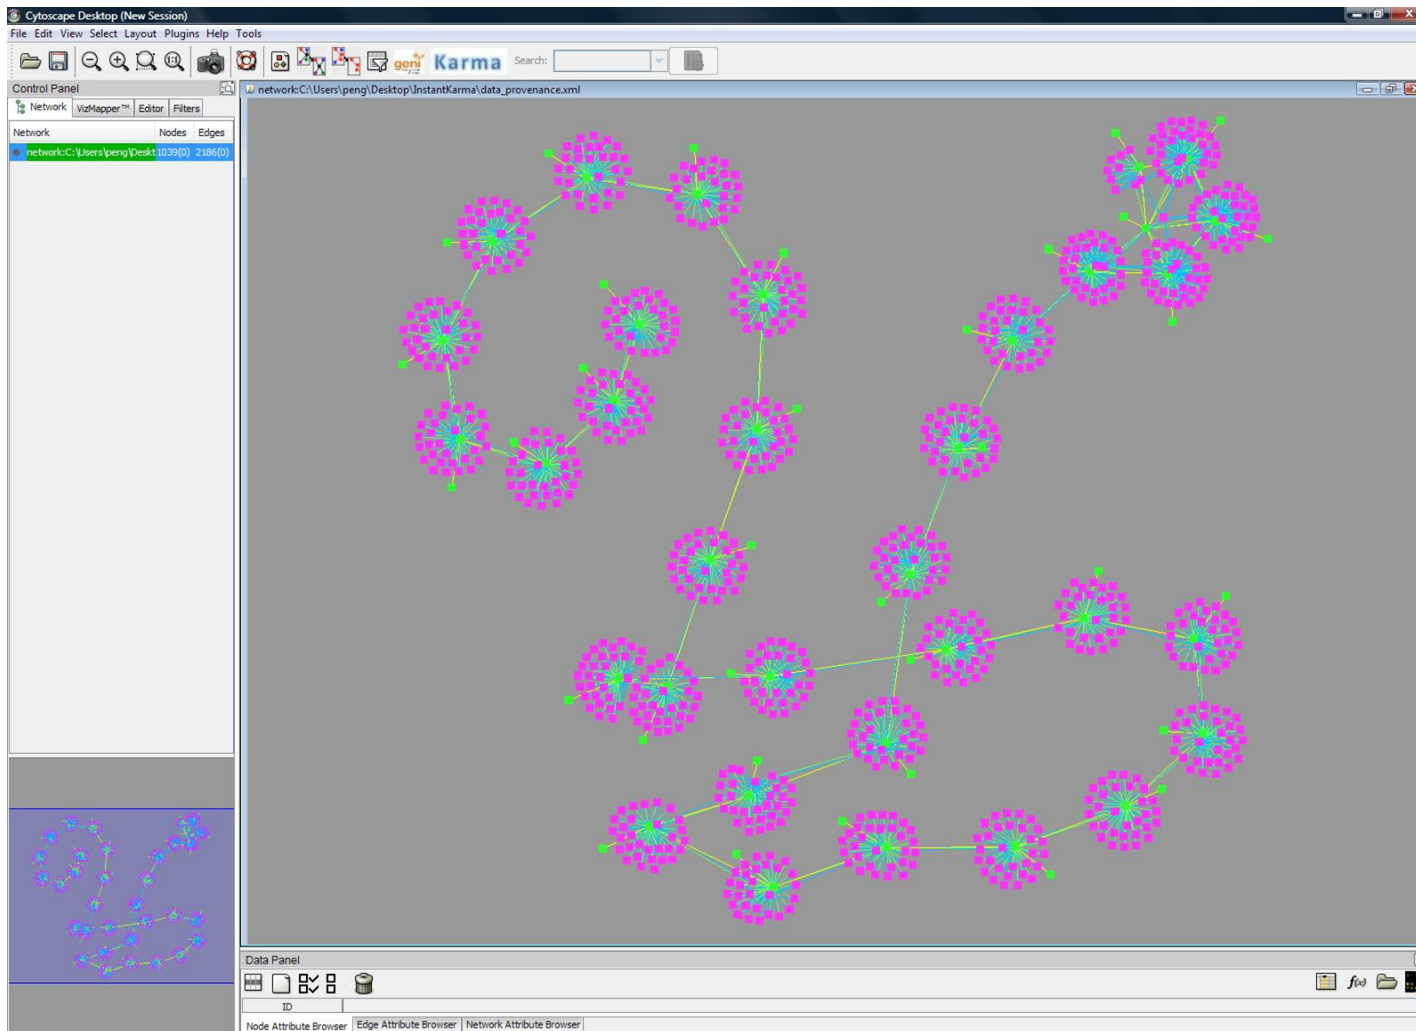 Cytoscape Desktop (New Session)
File Edit View Select Layout Plugins Help Tools
geni Karma Search:
Control Panel
Network VizMapper™ Editor Filters
Network Nodes Edges
network:C:\Users\peng\Deskt 1039(0) 2186(0)
network:C:\Users\peng\Desktop\InstantKarma\data_provenance.xml
Data Panel
f(x)
ID
Node Attribute Browser Edge Attribute Browser Network Attribute Browser